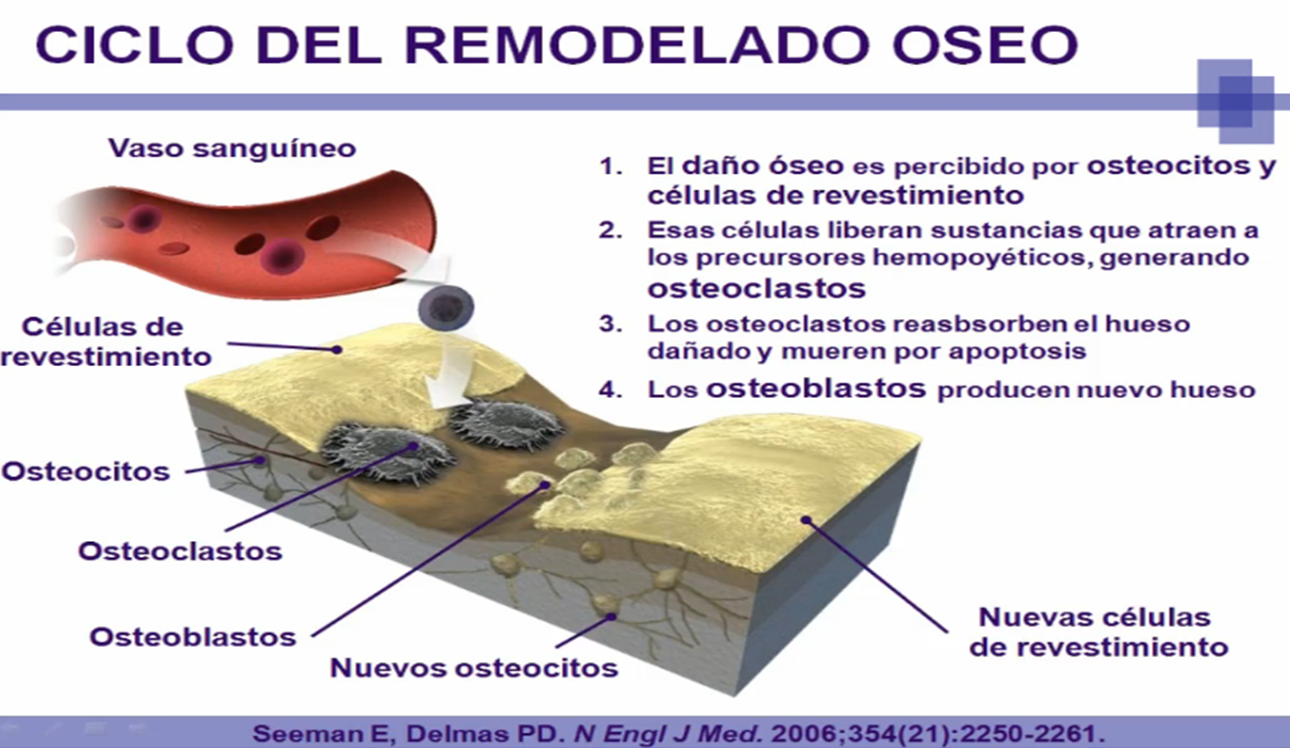 CICLO DEL REMODELADO OSEO
Vaso sanguíneo
1. El daño óseo es percibido por osteocitos y
células de revestimiento
2. Esas células liberan sustancias que atraen a
los precursores hemopoyéticos, generando
osteoclastos
3. Los osteoclastos reasbsorben el hueso
dañado y mueren por apoptosis
4. Los osteoblastos producen nuevo hueso
Células de
revestimiento
Osteocitos
Osteoclastos
Osteoblastos
Nuevos osteocitos
Nuevas células
de revestimiento
Seeman E, Delmas PD. N Engl J Med. 2006;354(21):2250-2261.